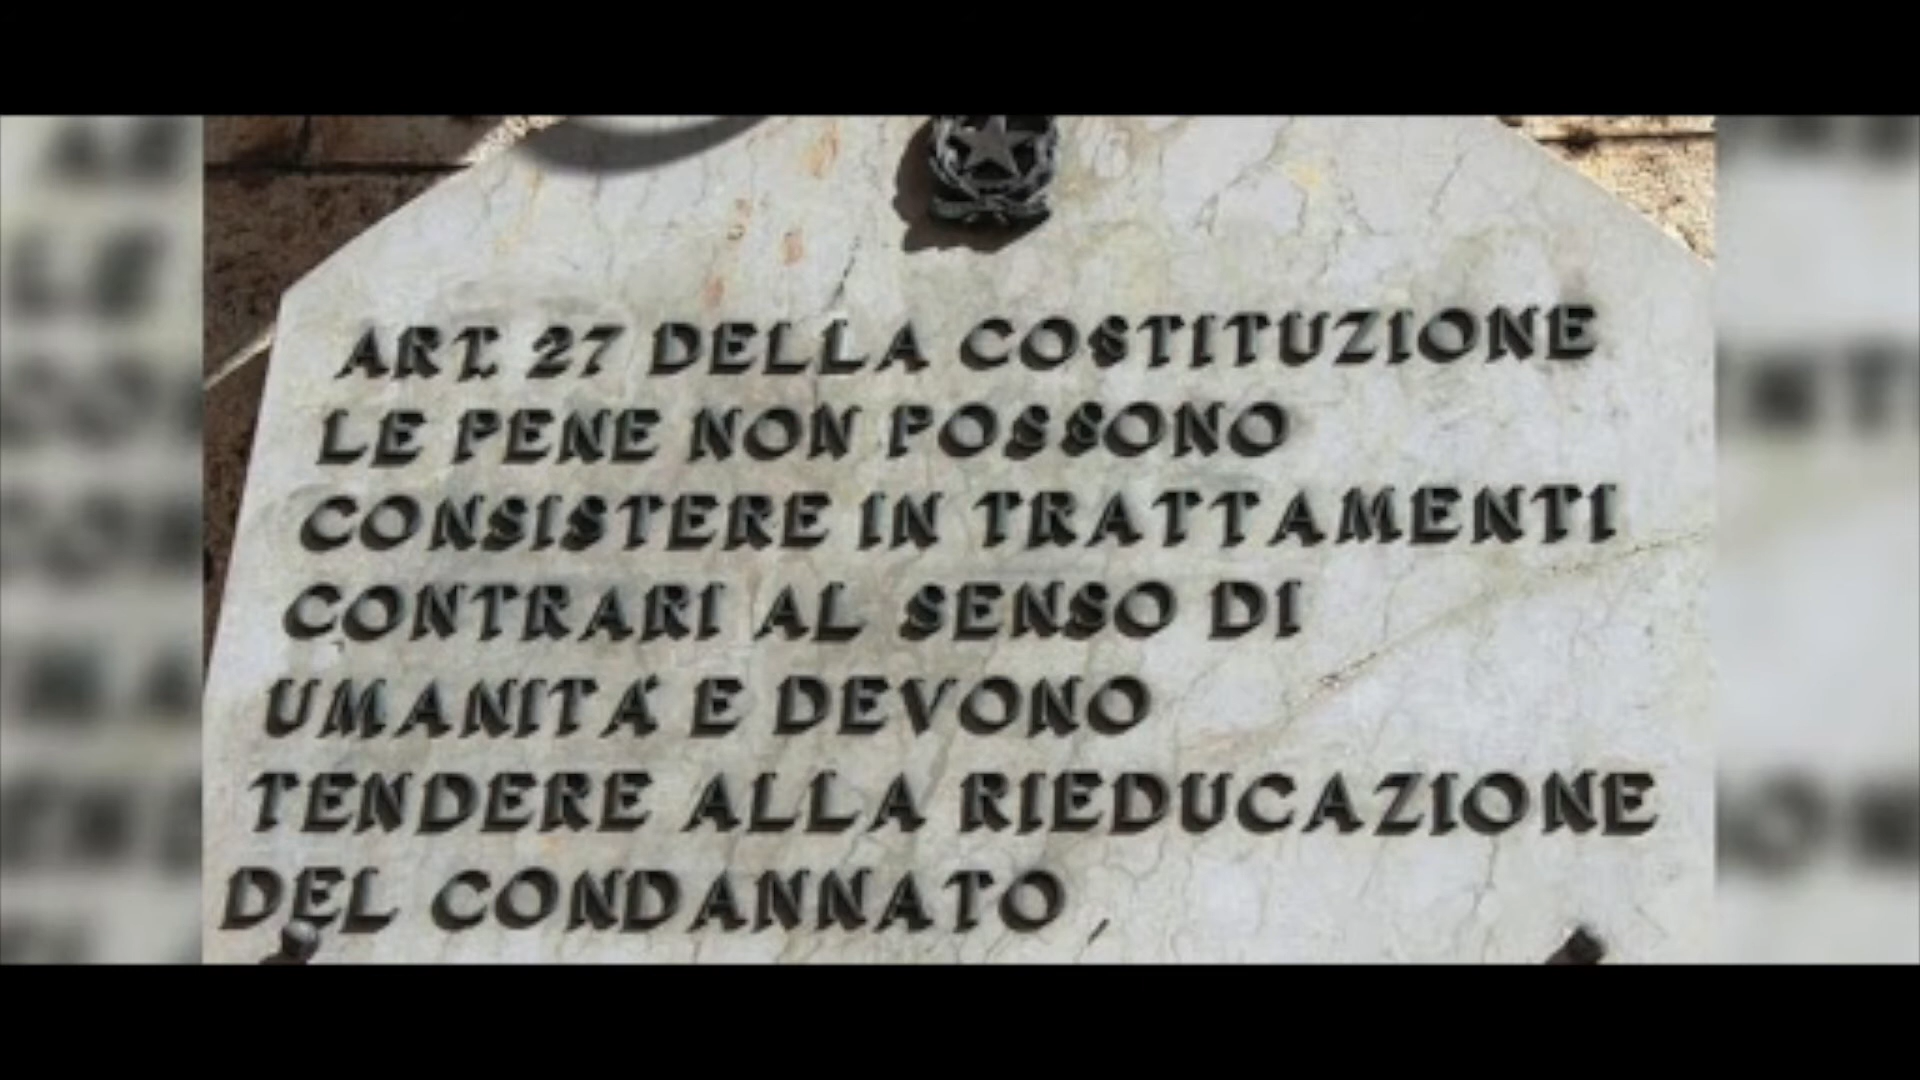 ART. 27 DELLA COSTITUZIONE
LE PENE NON POSSONO
CONSISTERE IN TRATTAMENTI
CONTRARI AL SENSO DI
UMANITA' E DEVONO
TENDERE ALLA RIEDUCAZIONE
DEL CONDANNATO